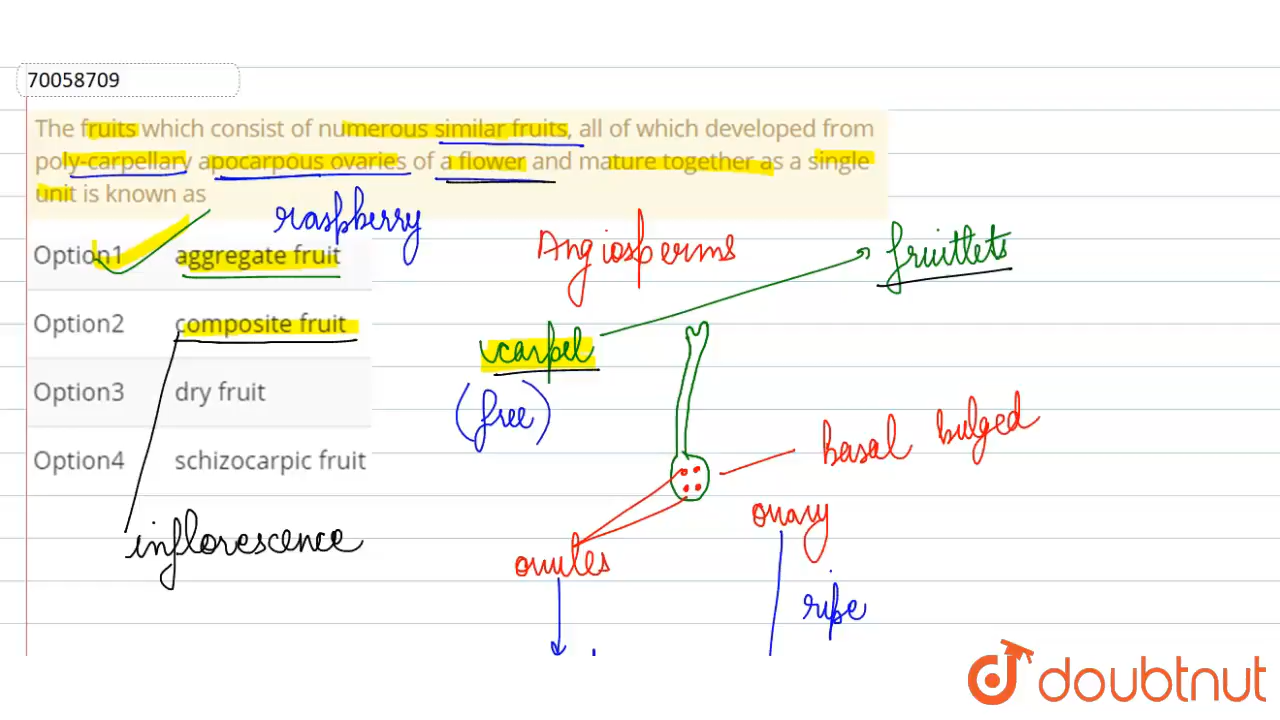 70058709
The fruits which consist of numerous similar fruits, all of which developed from
poly-carpellary apocarpous ovaries of a flower and mature together as a single
unit is known as
raspberry
Option1 aggregate fruit
Angiosperms
fruitlets
Option2 composite fruit
carpel
Option3 dry fruit
(free)
basal bulged
Option4 schizocarpic fruit
ovary
inflorescence
ovules
ripe
doubtnut